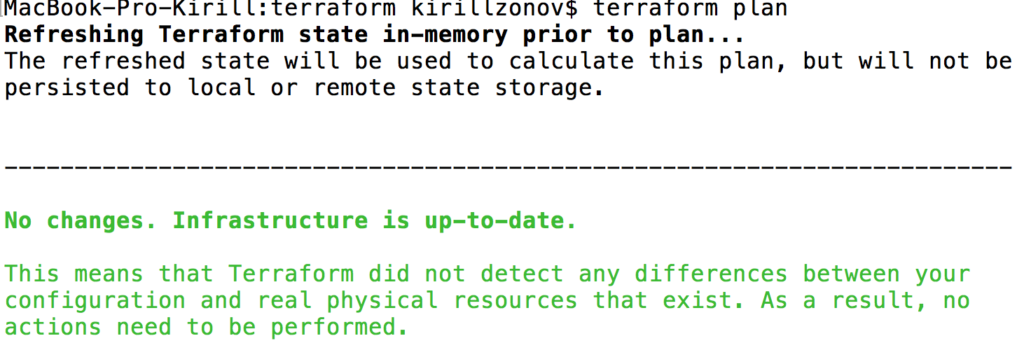 MacBook-Pro-Kirill:terraform kirillzonov$ terraform plan
Refreshing Terraform state in-memory prior to plan...
The refreshed state will be used to calculate this plan, but will not be
persisted to local or remote state storage.
------------------------------------------------------------------------
No changes. Infrastructure is up-to-date.
This means that Terraform did not detect any differences between your
configuration and real physical resources that exist. As a result, no
actions need to be performed.